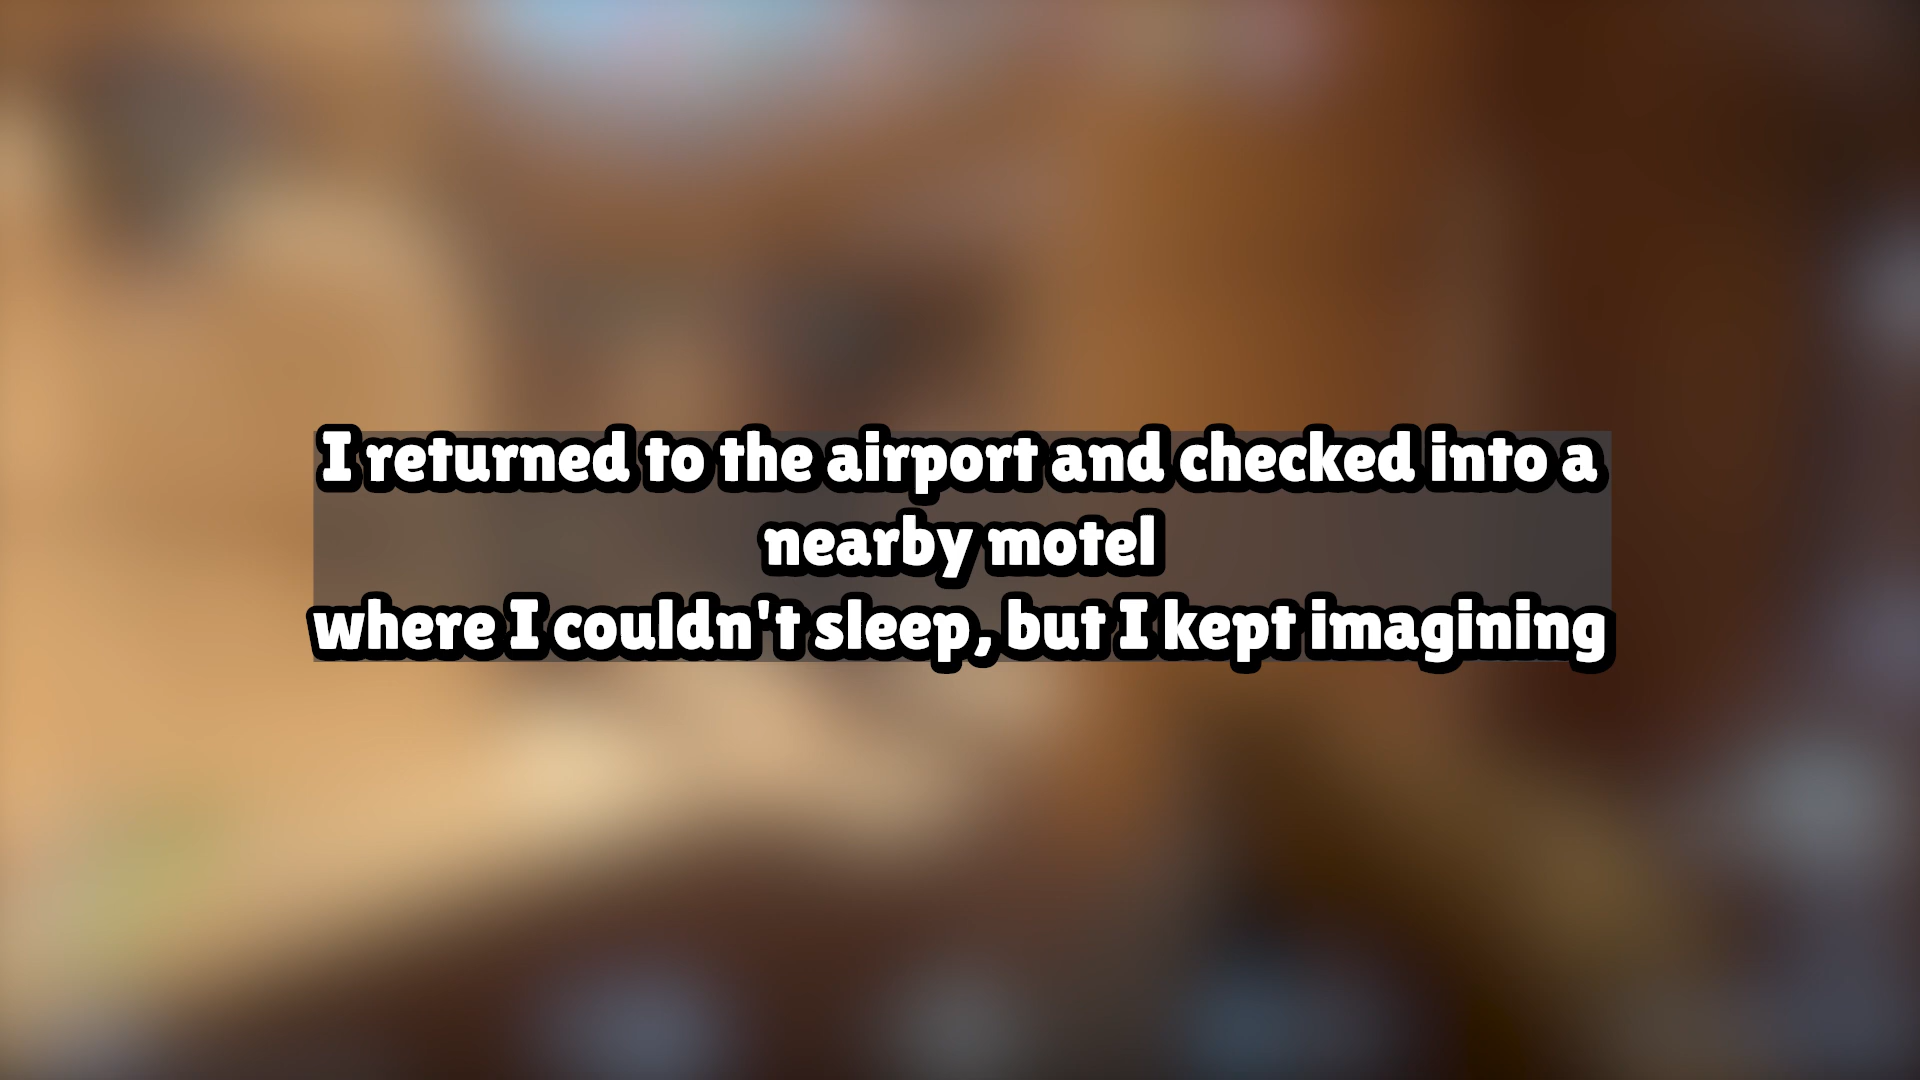 I returned to the airport and checked into a
nearby motel
where I couldn't sleep, but I kept imagining